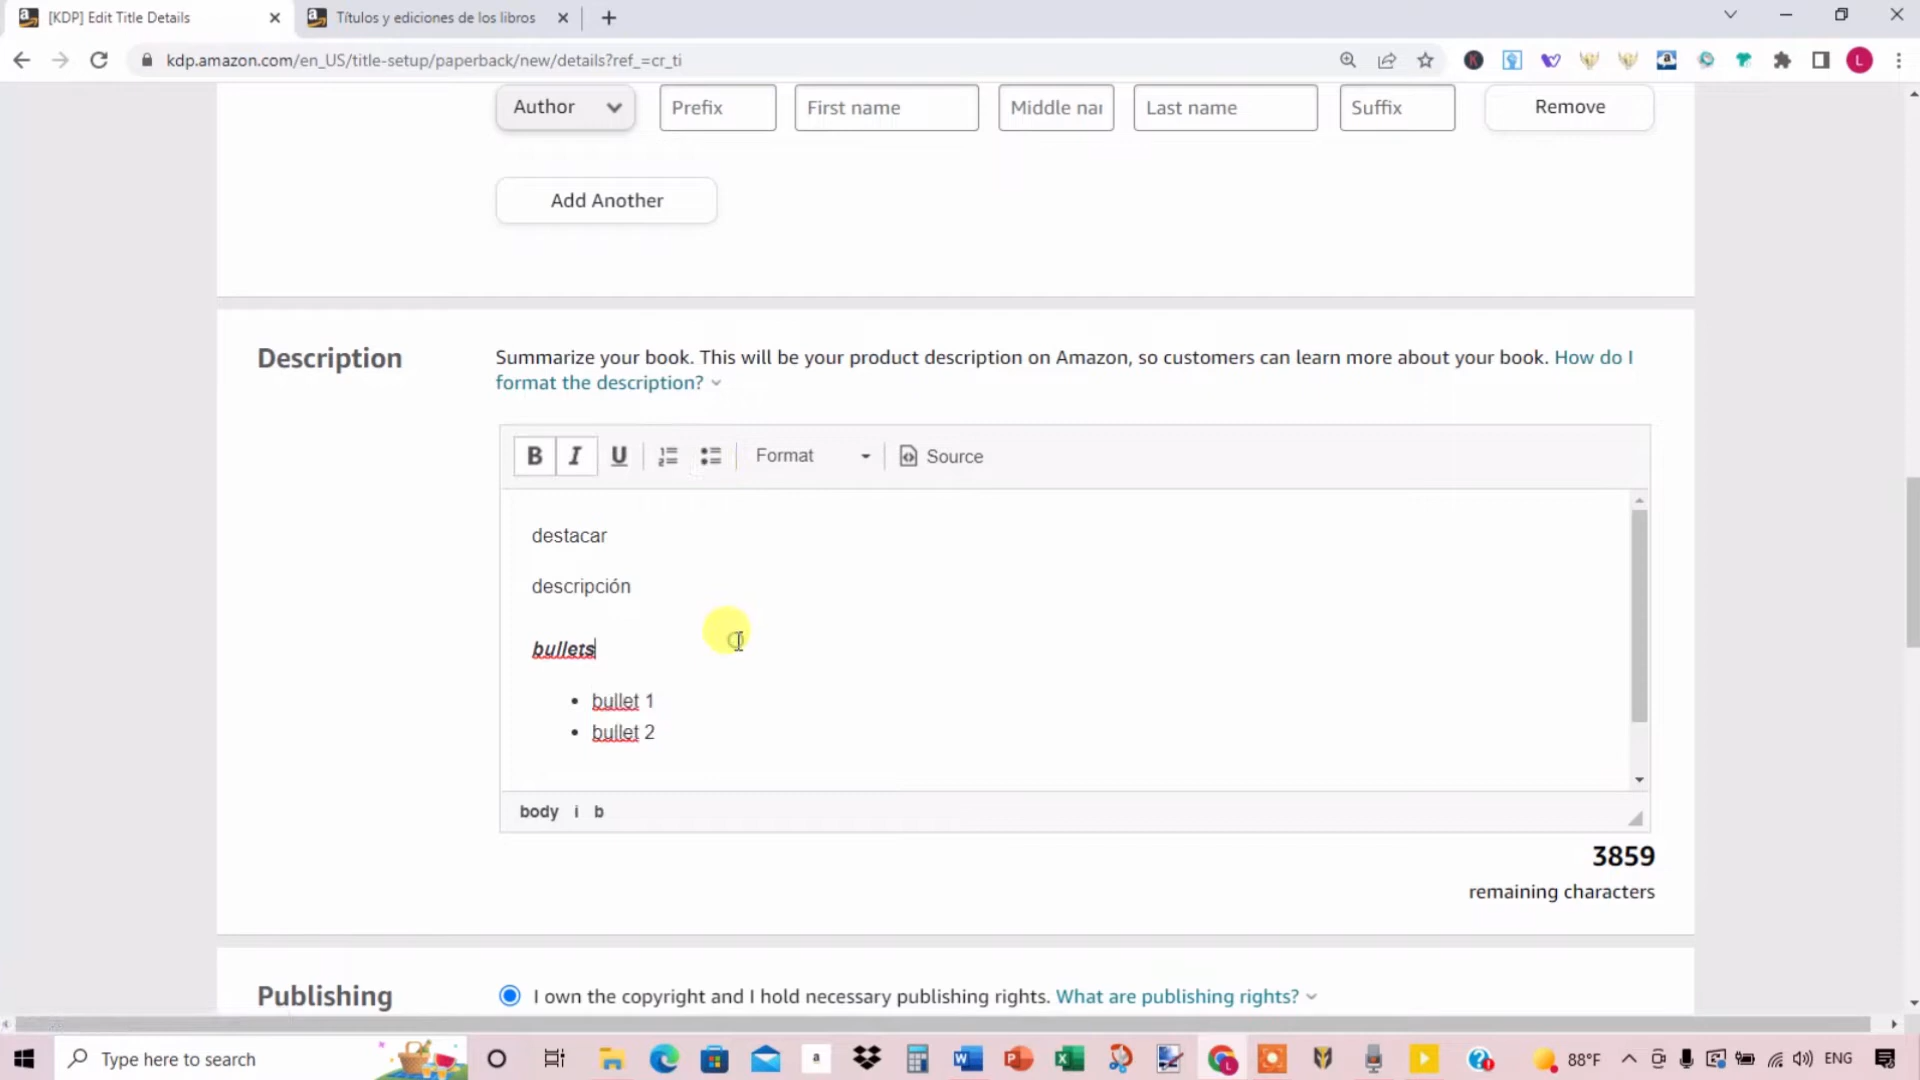 [KDP] Edit Title Details
Títulos y ediciones de los libros
kdp.amazon.com/en_US/title-setup/paperback/new/details?ref_=cr_ti
Author
Prefix
First name
Middle nar
Last name
Suffix
Remove
Add Another
Description
Summarize your book. This will be your product description on Amazon, so customers can learn more about your book. How do I
format the description?
B I U
Format
Source
destacar
descripción
bullets
• bullet 1
• bullet 2
body i b
3859
remaining characters
Publishing
I own the copyright and I hold necessary publishing rights. What are publishing rights?
Type here to search
88°F
ENG